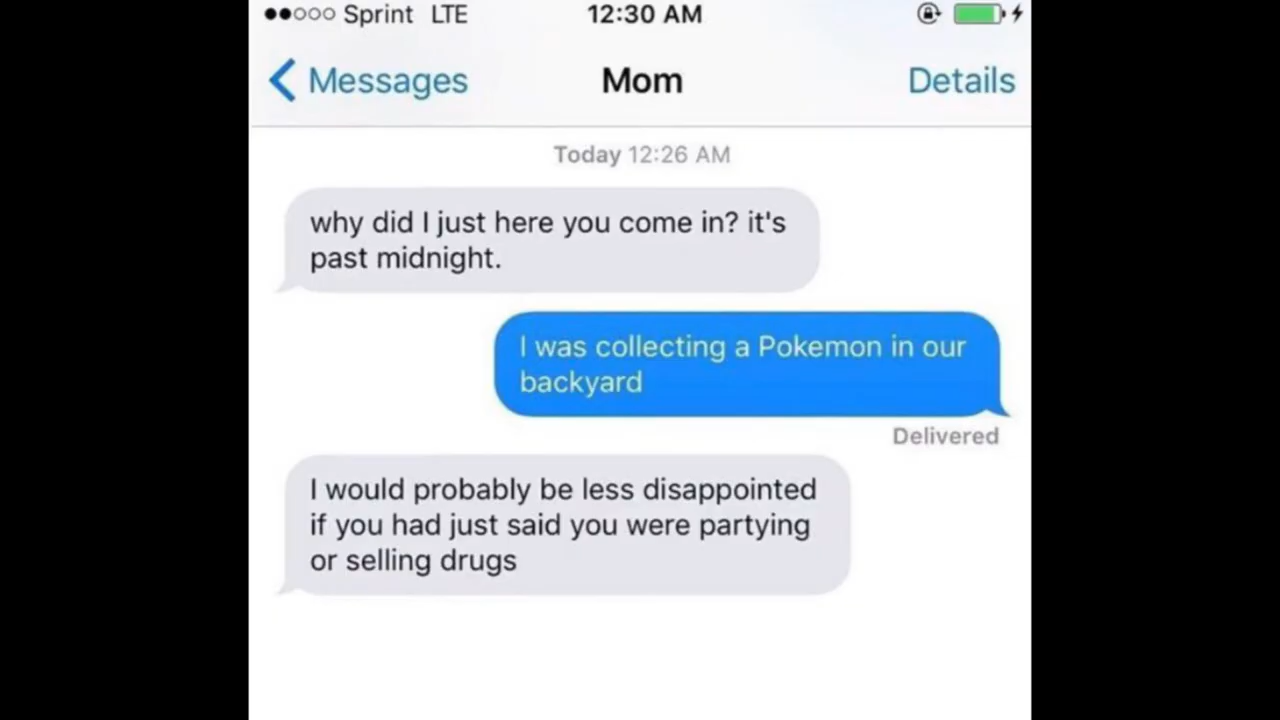 Sprint LTE 12:30 AM
Messages Mom Details
Today 12:26 AM
why did I just here you come in? it's
past midnight.
I was collecting a Pokemon in our
backyard
Delivered
I would probably be less disappointed
if you had just said you were partying
or selling drugs